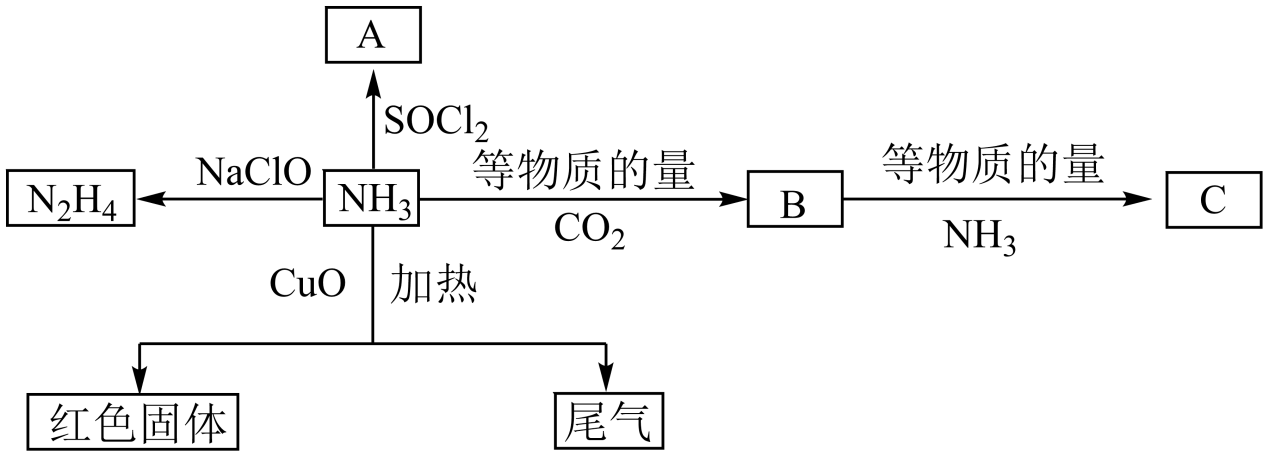 A
SOCl₂
NaClO
等物质的量
等物质的量
N₂H₄
NH₃
B
C
CO₂
NH₃
CuO
加热
红色固体
尾气